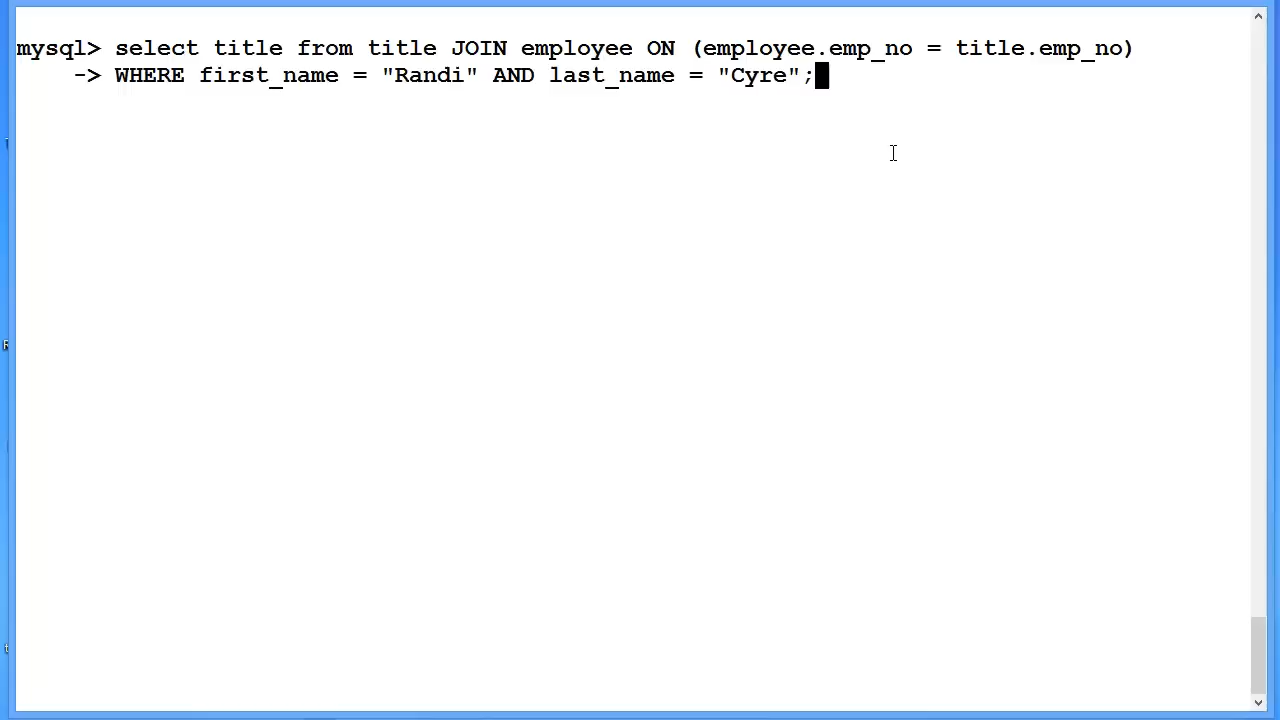 mysql> select title from title JOIN employee ON (employee.emp_no = title.emp_no)
    -> WHERE first_name = "Randi" AND last_name = "Cyre";